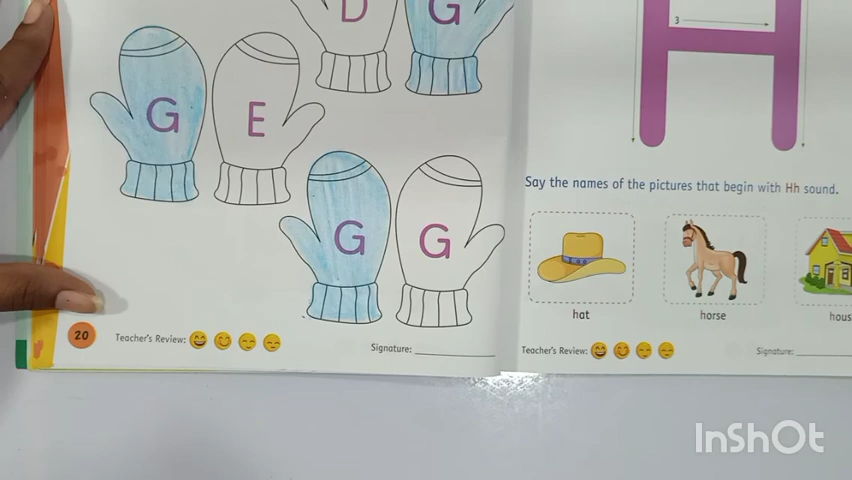 D G
G E
G G
20 Teacher's Review: Signature:
3
Say the names of the pictures that begin with Hh sound.
hat horse hous
Teacher's Review: Signature:
InShOt